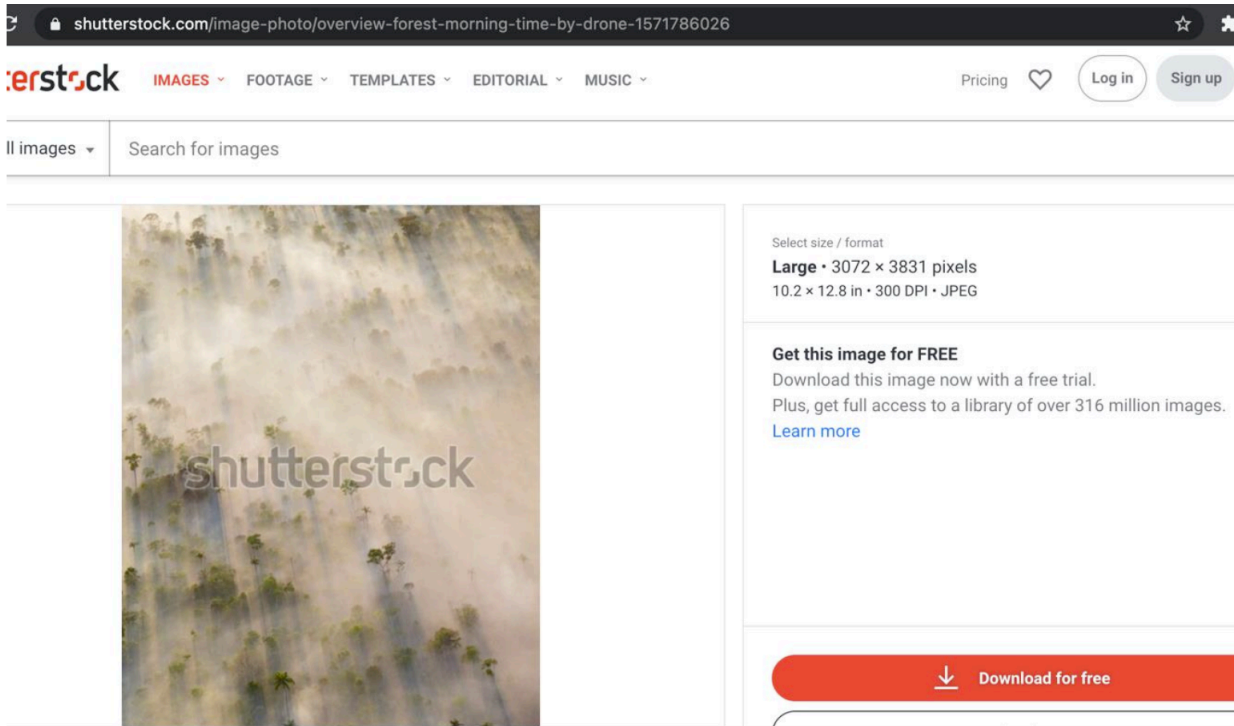 shutterstock.com/image-photo/overview-forest-morning-time-by-drone-1571786026
terstock IMAGES FOOTAGE TEMPLATES EDITORIAL MUSIC Pricing Log in Sign up
ll images Search for images
Select size / format
Large • 3072 × 3831 pixels
10.2 × 12.8 in • 300 DPI • JPEG
Get this image for FREE
Download this image now with a free trial.
Plus, get full access to a library of over 316 million images.
Learn more
shutterstock
Download for free